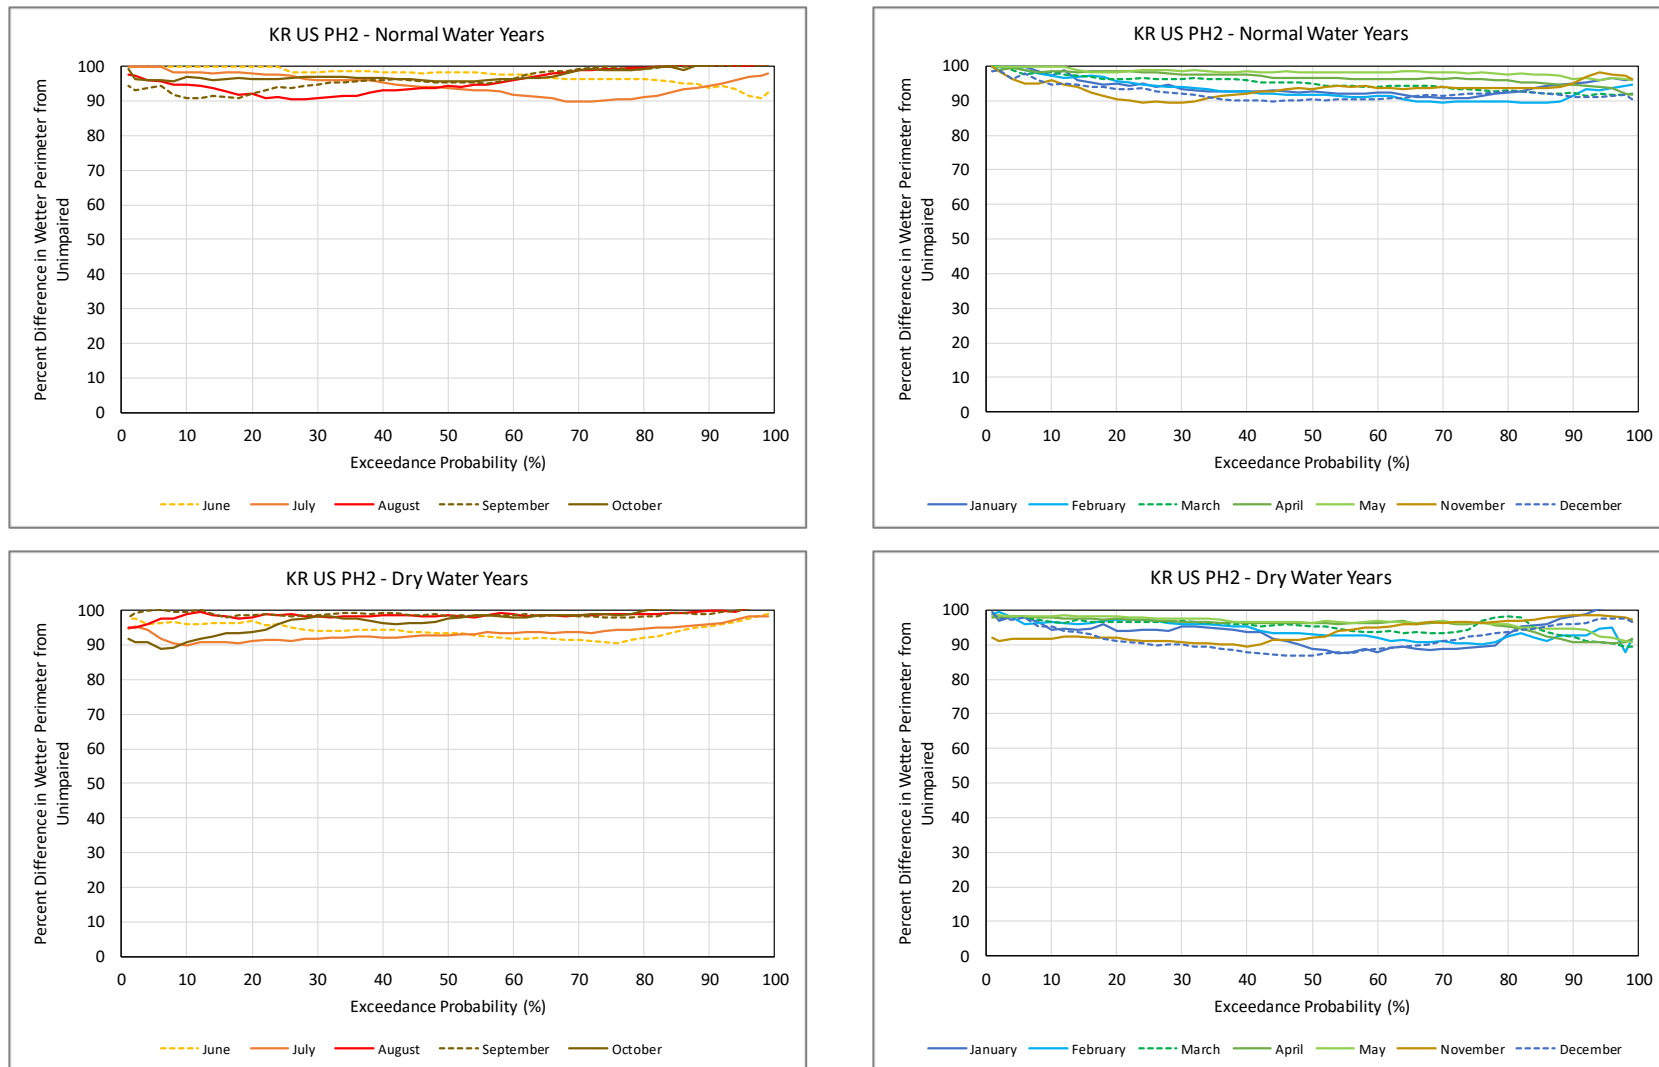 KR US PH2 - Normal Water Years
Percent Difference in Wetter Perimeter from
Unimpaired
100
90
80
70
60
50
40
30
20
10
0
0 10 20 30 40 50 60 70 80 90 100
Exceedance Probability (%)
June July August September October
KR US PH2 - Normal Water Years
Percent Difference in Wetter Perimeter from
Unimpaired
100
90
80
70
60
50
40
30
20
10
0
0 10 20 30 40 50 60 70 80 90 100
Exceedance Probability (%)
January February March April May November December
KR US PH2 - Dry Water Years
Percent Difference in Wetter Perimeter from
Unimpaired
100
90
80
70
60
50
40
30
20
10
0
0 10 20 30 40 50 60 70 80 90 100
Exceedance Probability (%)
June July August September October
KR US PH2 - Dry Water Years
Percent Difference in Wetter Perimeter from
Unimpaired
100
90
80
70
60
50
40
30
20
10
0
0 10 20 30 40 50 60 70 80 90 100
Exceedance Probability (%)
January February March April May November December